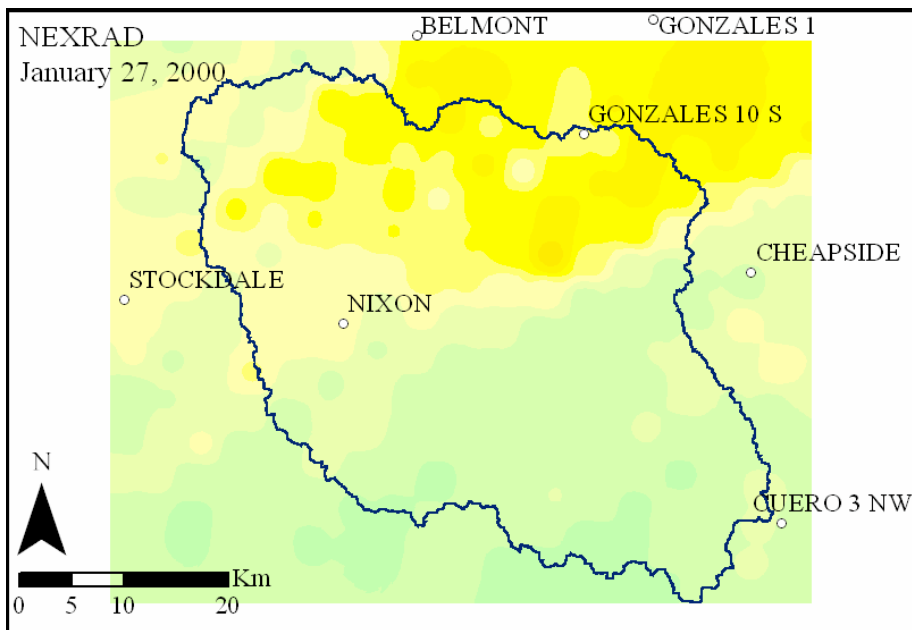 NEXRAD
January 27, 2000
BELMONT
GONZALES 1
GONZALES 10 S
CHEAPSIDE
STOCKDALE
NIXON
N
CUERO 3 NW
Km
0 5 10 20